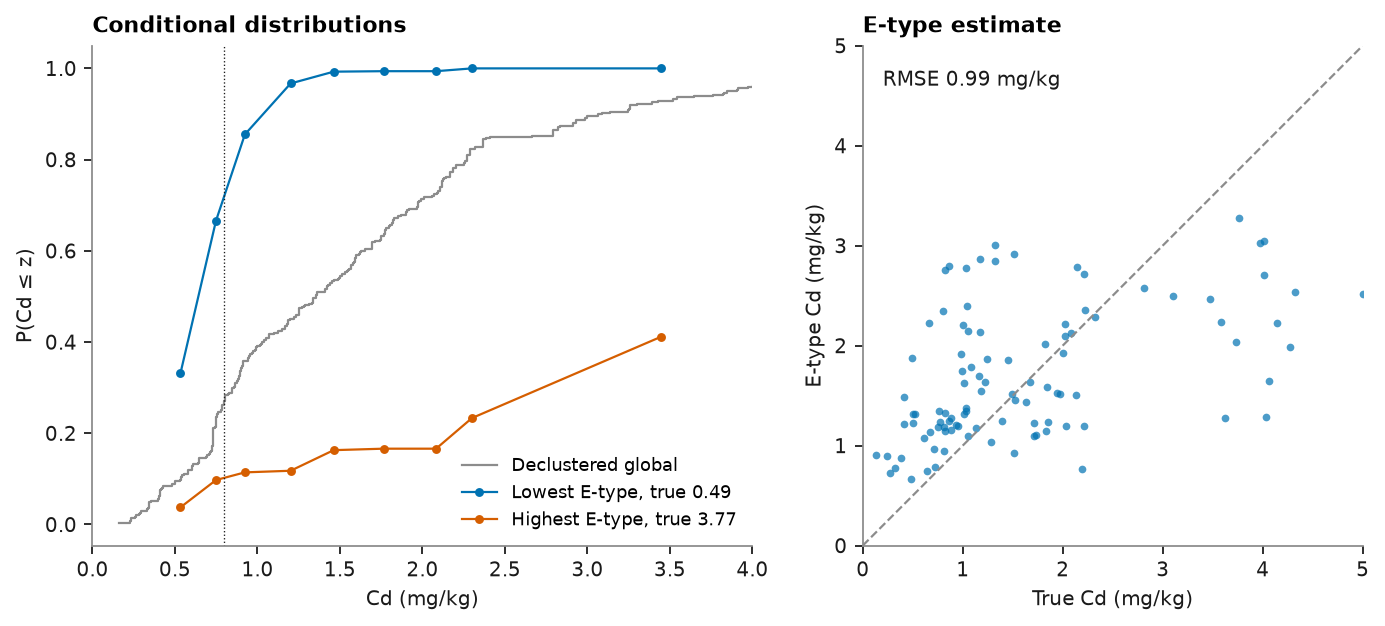 Conditional distributions
P(Cd ≤ z)
1.0
0.8
0.6
0.4
0.2
0.0
Declustered global
Lowest E-type, true 0.49
Highest E-type, true 3.77
0.0 0.5 1.0 1.5 2.0 2.5 3.0 3.5 4.0
Cd (mg/kg)
E-type estimate
E-type Cd (mg/kg)
5
RMSE 0.99 mg/kg
4
3
2
1
0
0 1 2 3 4 5
True Cd (mg/kg)